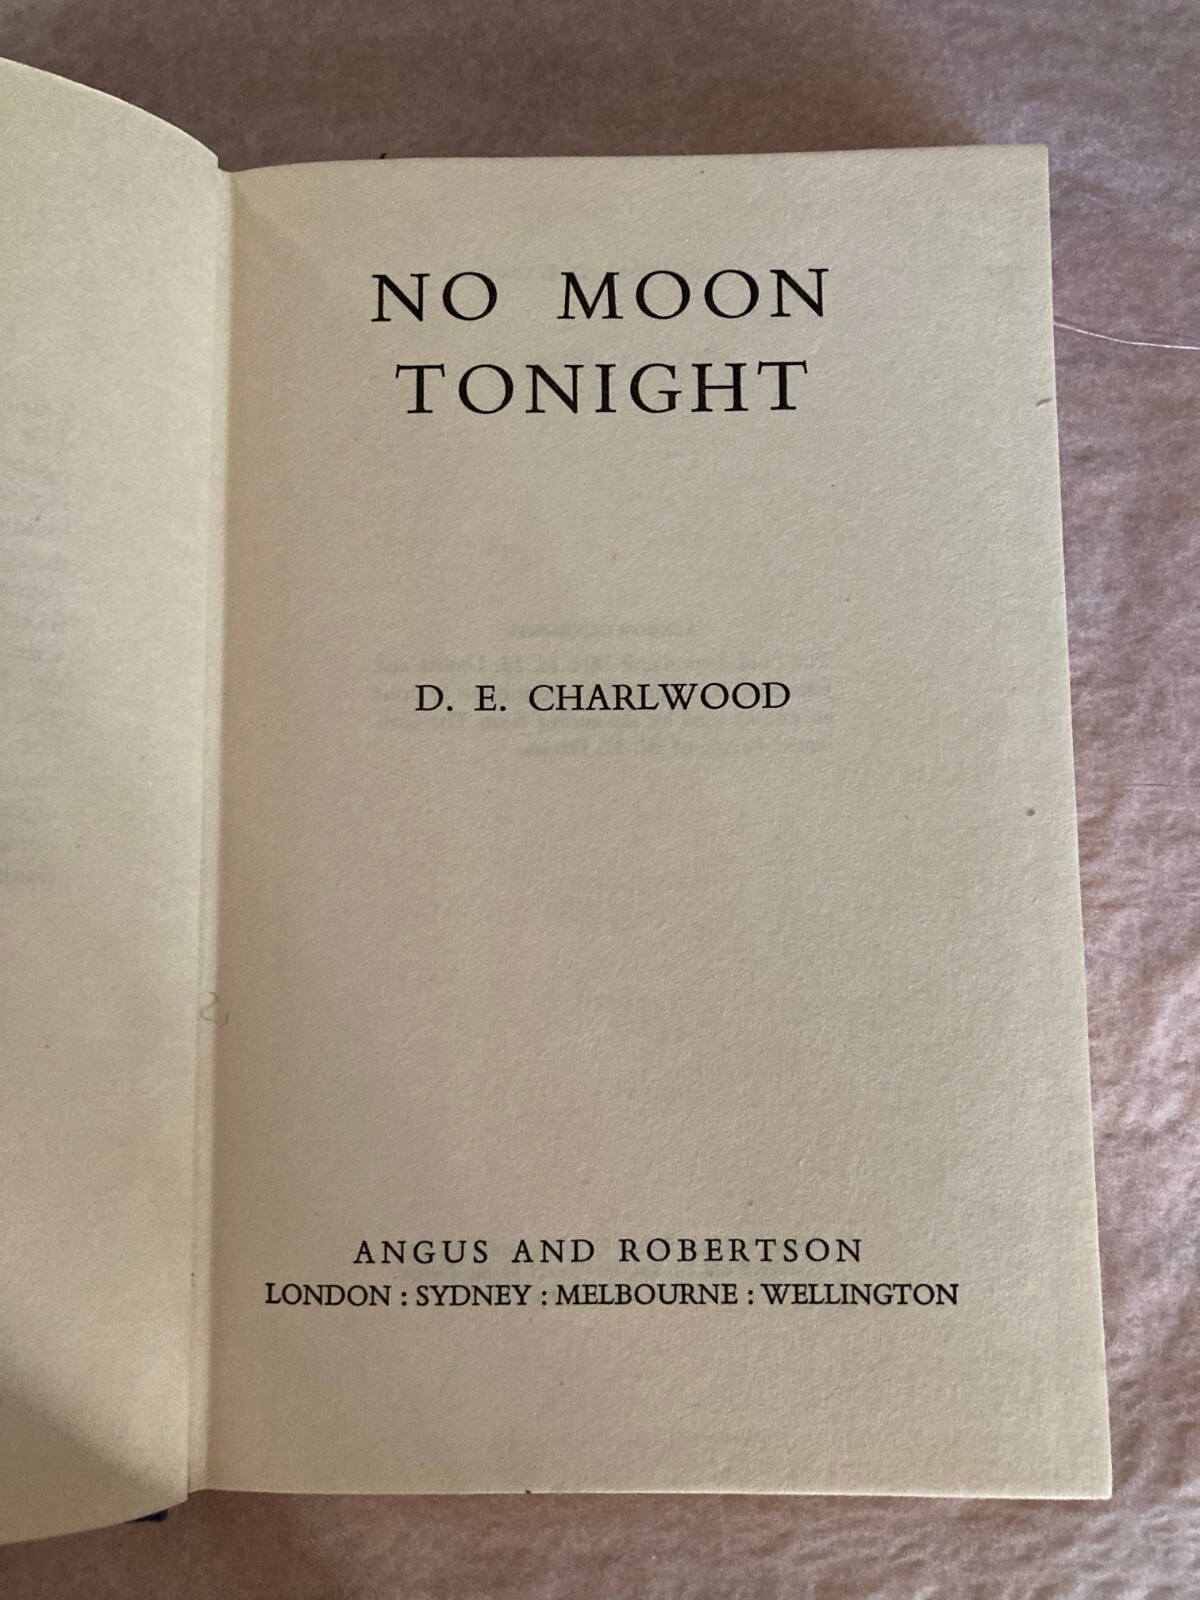 NO MOON
TONIGHT
D. E. CHARLWOOD
ANGUS AND ROBERTSON
LONDON : SYDNEY : MELBOURNE : WELLINGTON